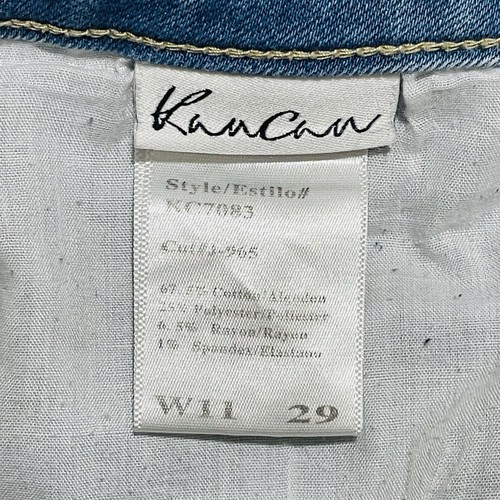 Kancan
Style/Estilo#
KC7083
Cut#J-965
67.5% Cotton/Algodon
25% Polyester/Poliester
6.5% Rayon/Rayon
1% Spandex/Elastano
W11 29